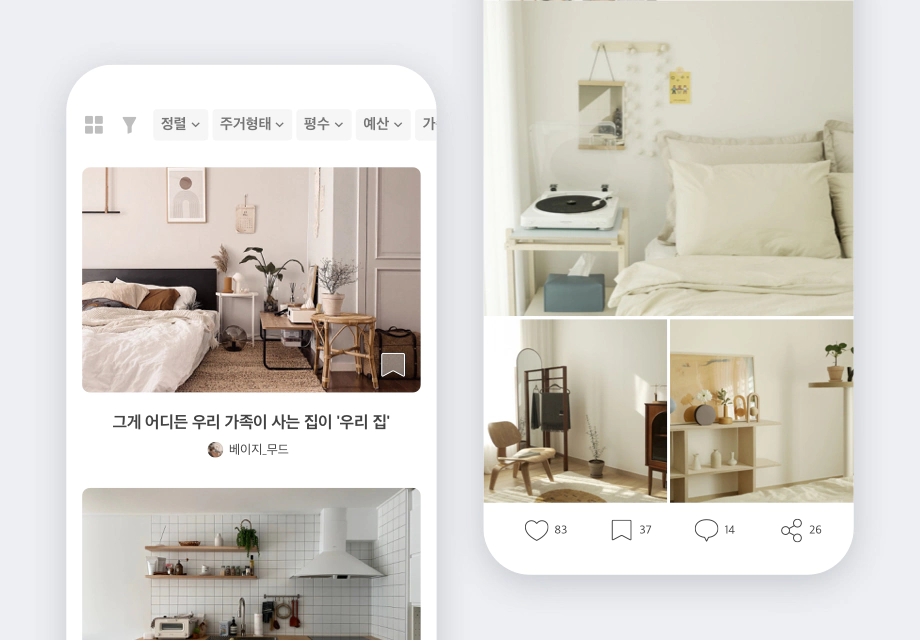 정렬 주거형태 평수 예산 가
그게 어디든 우리 가족이 사는 집이 '우리 집'
베이지_무드
83 37 14 26